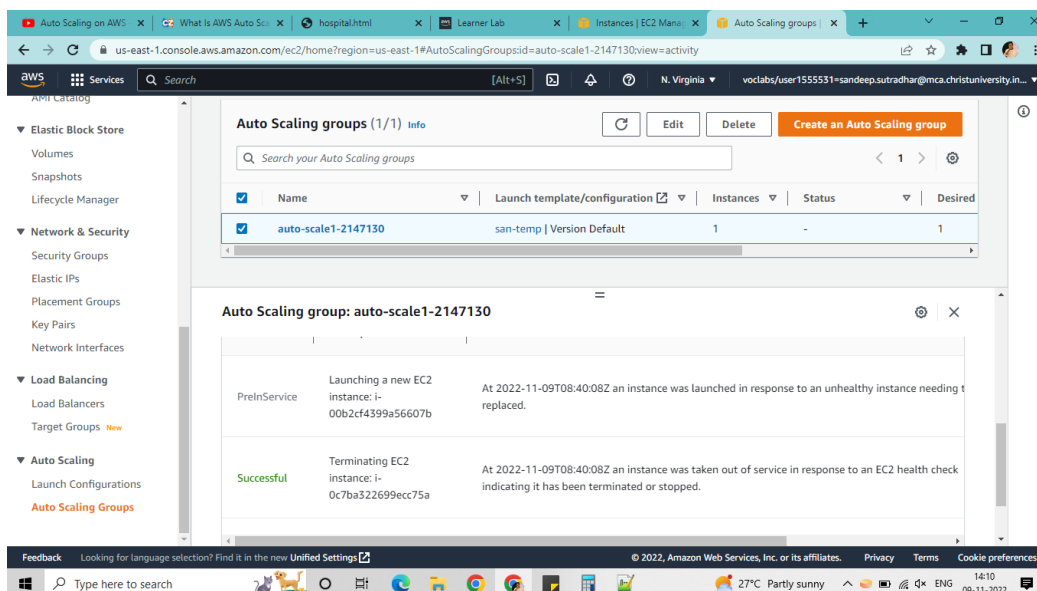 Auto Scaling on AWS
What Is AWS Auto Sca
hospital.html
Learner Lab
Instances | EC2 Manag
Auto Scaling groups |
us-east-1.console.aws.amazon.com/ec2/home?region=us-east-1#AutoScalingGroups:id=auto-scale1-2147130;view=activity
aws
Services
Search
[Alt+S]
N. Virginia
voclabs/user1555531=sandeep.sutradhar@mca.christuniversity.in...
AMI Catalog
Elastic Block Store
Volumes
Snapshots
Lifecycle Manager
Network & Security
Security Groups
Elastic IPs
Placement Groups
Key Pairs
Network Interfaces
Load Balancing
Load Balancers
Target Groups New
Auto Scaling
Launch Configurations
Auto Scaling Groups
Auto Scaling groups (1/1) Info
Edit
Delete
Create an Auto Scaling group
Search your Auto Scaling groups
1
Name
Launch template/configuration
Instances
Status
Desired
auto-scale1-2147130
san-temp | Version Default
1
-
1
Auto Scaling group: auto-scale1-2147130
PreInService
Launching a new EC2
instance: i-
00b2cf4399a56607b
At 2022-11-09T08:40:08Z an instance was launched in response to an unhealthy instance needing t
replaced.
Successful
Terminating EC2
instance: i-
0c7ba322699ecc75a
At 2022-11-09T08:40:08Z an instance was taken out of service in response to an EC2 health check
indicating it has been terminated or stopped.
Feedback
Looking for language selection? Find it in the new Unified Settings
© 2022, Amazon Web Services, Inc. or its affiliates.
Privacy
Terms
Cookie preferences
Type here to search
27°C Partly sunny
ENG
14:10
09-11-2022